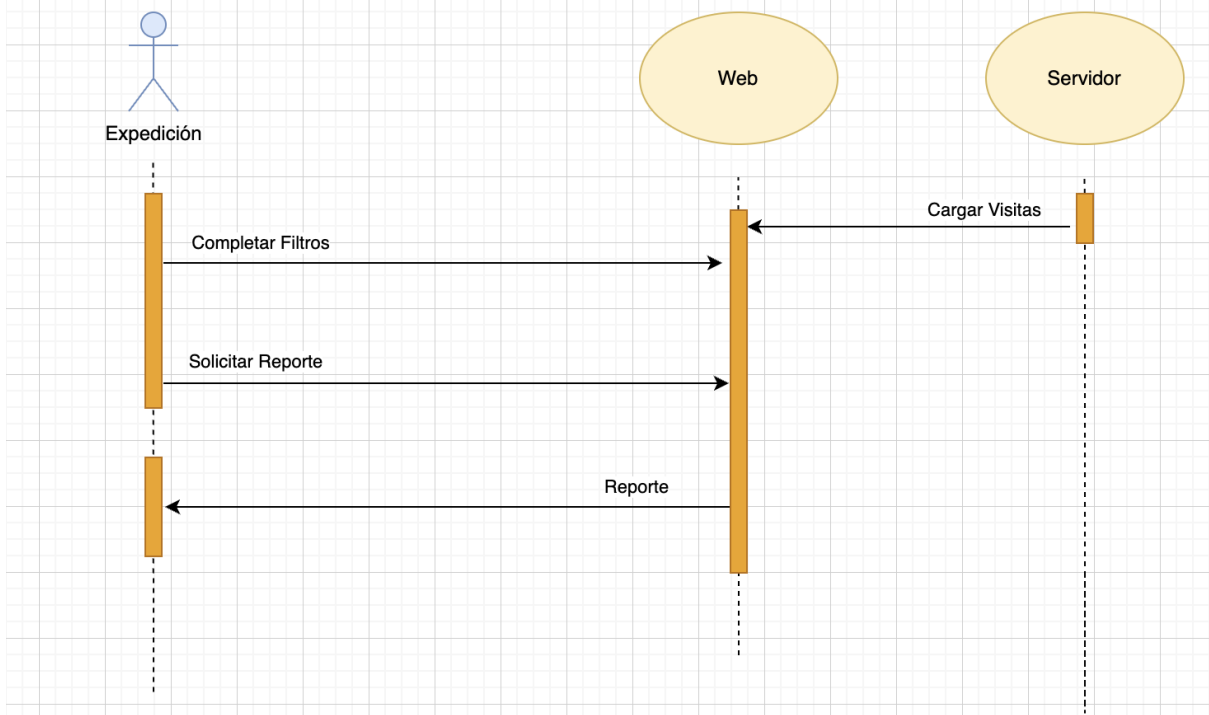 Expedición
Web
Servidor
Cargar Visitas
Completar Filtros
Solicitar Reporte
Reporte